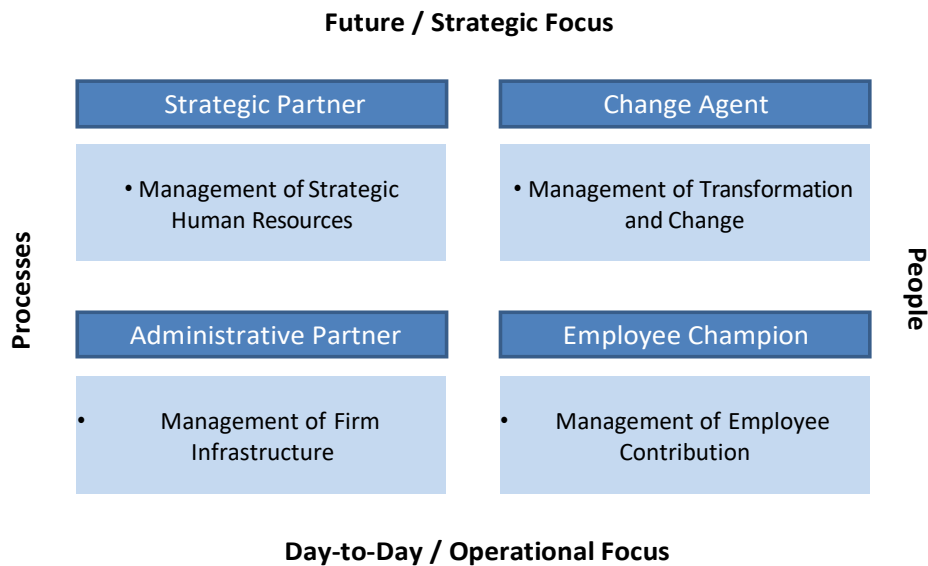 Future / Strategic Focus
Strategic Partner
Change Agent
• Management of Strategic
Human Resources
• Management of Transformation
and Change
Processes
People
Administrative Partner
Employee Champion
• Management of Firm
Infrastructure
• Management of Employee
Contribution
Day-to-Day / Operational Focus